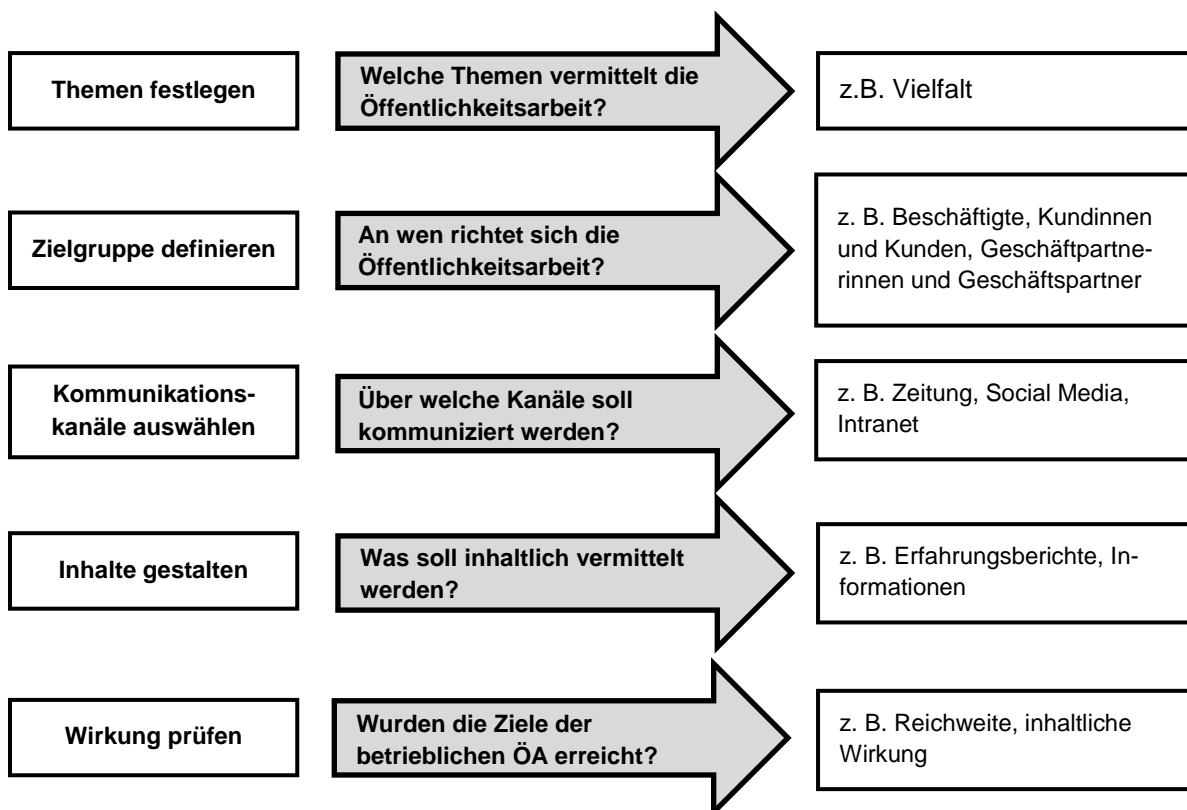 Themen festlegen
Welche Themen vermittelt die
Öffentlichkeitsarbeit?
z.B. Vielfalt
Zielgruppe definieren
An wen richtet sich die
Öffentlichkeitsarbeit?
z. B. Beschäftigte, Kundinnen
und Kunden, Geschäftpartne-
rinnen und Geschäftspartner
Kommunikations-
kanäle auswählen
Über welche Kanäle soll
kommuniziert werden?
z. B. Zeitung, Social Media,
Intranet
Inhalte gestalten
Was soll inhaltlich vermittelt
werden?
z. B. Erfahrungsberichte, In-
formationen
Wirkung prüfen
Wurden die Ziele der
betrieblichen ÖA erreicht?
z. B. Reichweite, inhaltliche
Wirkung